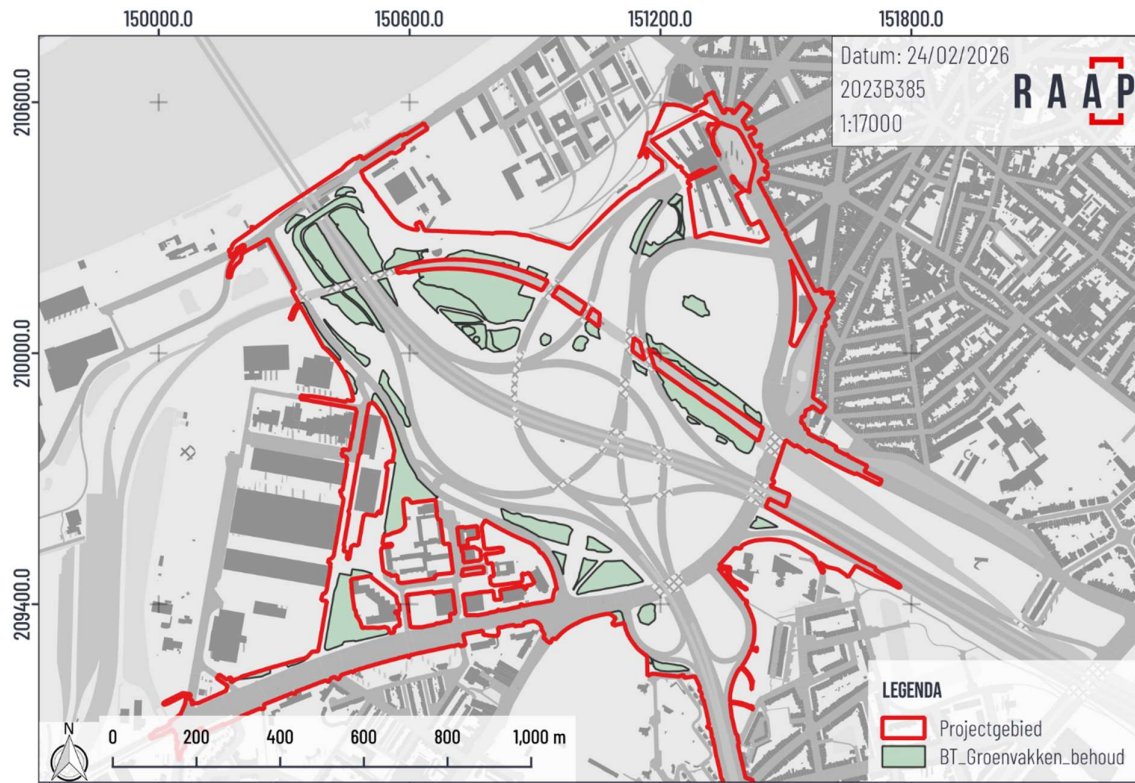 150000.0 150600.0 151200.0 151800.0
210600.0
210000.0
209400.0
Datum: 24/02/2026
2023B385
1:17000
RAAP
N
0 200 400 600 800 1,000 m
LEGENDA
Projectgebied
BT_Groenvakken_behoud